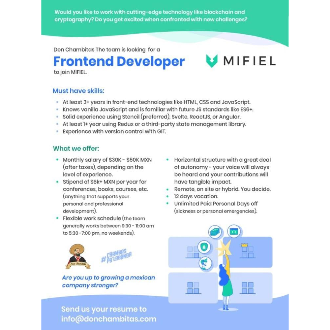 Would you like to work with cutting-edge technology like blockchain and
cryptography? Do you got excited when confronted with new challenges?
Don Chambitos The team is looking for a
Frontend Developer
to join MIFIEL.
MIFIEL
Must have skills:
• At least 3+ years in front-end technologies like HTML, CSS and JavaScript.
• Knows vanilla JavaScript and is familiar with future JS standards like ES6+.
• Solid experience using Stencil (preferred), Svelte, ReactJS, or Angular.
• At least 1+ year using Redux or a third-party state management library.
• Experience with version control with GIT.
What we offer:
• Monthly salary of $30K - $60K MXN
(after taxes), depending on the
level of experience.
• Stipend of $6k+ MXN per year for
conferences, books, courses, etc.
(anything that supports your
personal and professional
development).
• Flexible work schedule (the team
generally works between 9:30 - 11:00 am
to 6:30 - 7:00 pm, no weekends).
• Horizontal structure with a great deal
of autonomy - your voice will always
be heard and your contributions will
have tangible impact.
• Remote, on site or hybrid. You decide.
• 12 days vacation.
• Unlimited Paid Personal Days off
(sickness or personal emergencies).
Are you up to growing a mexican
company stronger?
Send us your resume to
info@donchambitos.com